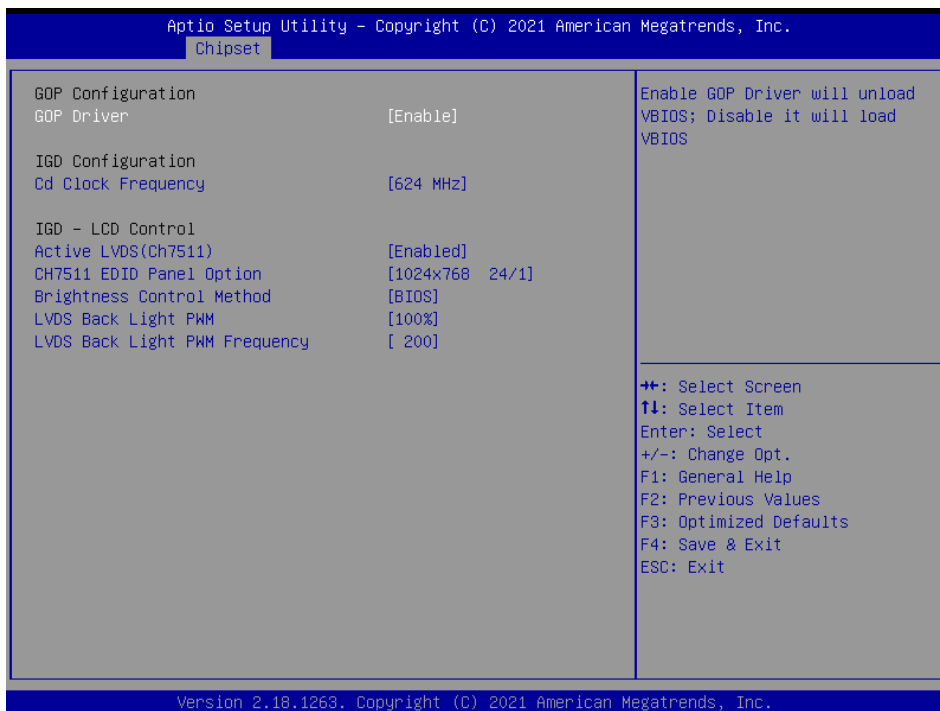 Aptio Setup Utility – Copyright (C) 2021 American Megatrends, Inc.
Chipset
GOP Configuration
GOP Driver [Enable]
IGD Configuration
Cd Clock Frequency [624 MHz]
IGD – LCD Control
Active LVDS(Ch7511) [Enabled]
CH7511 EDID Panel Option [1024x768  24/1]
Brightness Control Method [BIOS]
LVDS Back Light PWM [100%]
LVDS Back Light PWM Frequency [ 200]
Enable GOP Driver will unload
VBIOS; Disable it will load
VBIOS
→←: Select Screen
↑↓: Select Item
Enter: Select
+/-: Change Opt.
F1: General Help
F2: Previous Values
F3: Optimized Defaults
F4: Save & Exit
ESC: Exit
Version 2.18.1263. Copyright (C) 2021 American Megatrends, Inc.